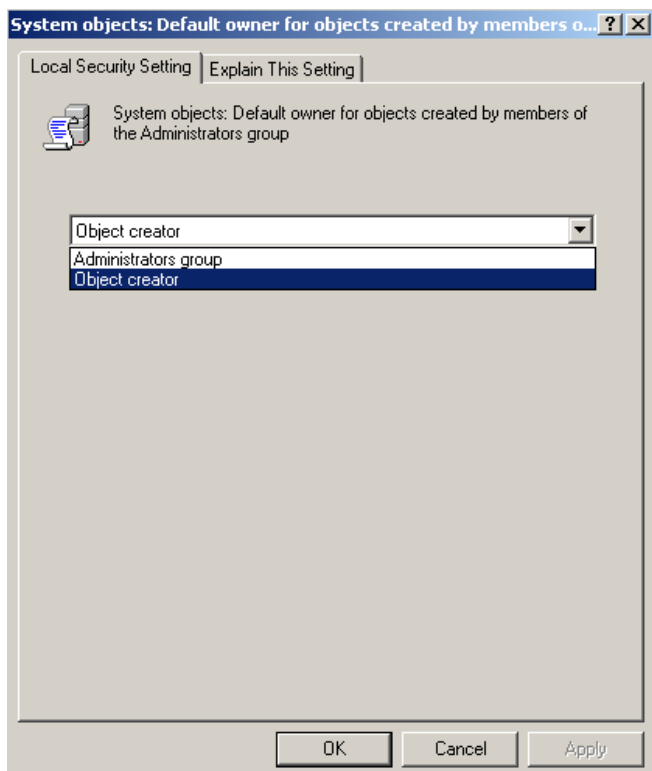 System objects: Default owner for objects created by members o...
Local Security Setting
Explain This Setting
System objects: Default owner for objects created by members of
the Administrators group
Object creator
Administrators group
Object creator
OK
Cancel
Apply